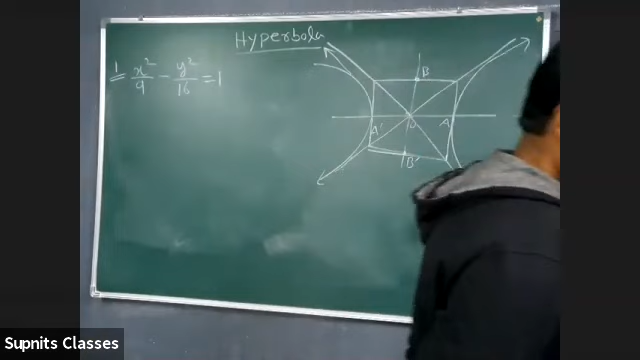 Hyperbola
1 = x²/9 - y²/16 = 1
B
A' O A
B'
Supnits Classes